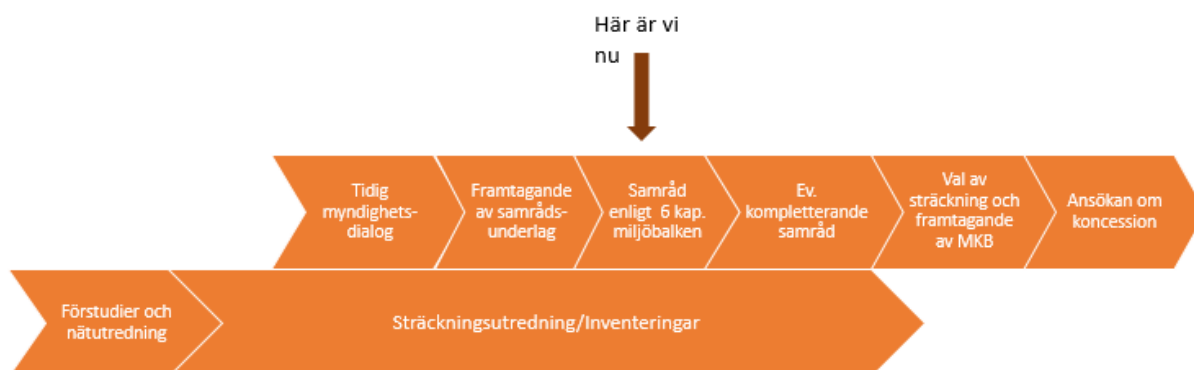 Här är vi
nu
Tidig
myndighets-
dialog
Framtagande
av samråds-
underlag
Samråd
enligt 6 kap.
miljöbalken
Ev.
kompletterande
samråd
Val av
sträckning och
framtagande
av MKB
Ansökan om
koncession
Förstudier och
nätutredning
Sträckningsutredning/Inventeringar